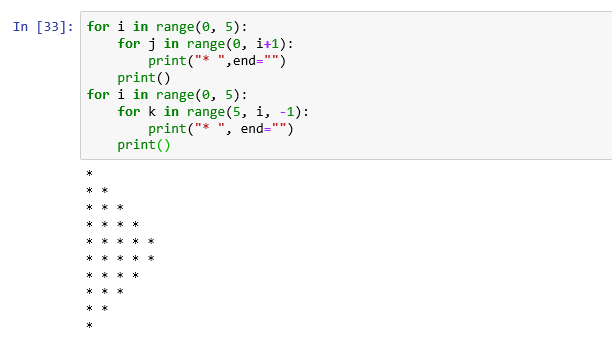 In [33]: for i in range(0, 5):
    for j in range(0, i+1):
        print("* ",end="")
    print()
for i in range(0, 5):
    for k in range(5, i, -1):
        print("* ", end="")
    print()
*
* *
* * *
* * * *
* * * * *
* * * * *
* * * *
* * *
* *
*